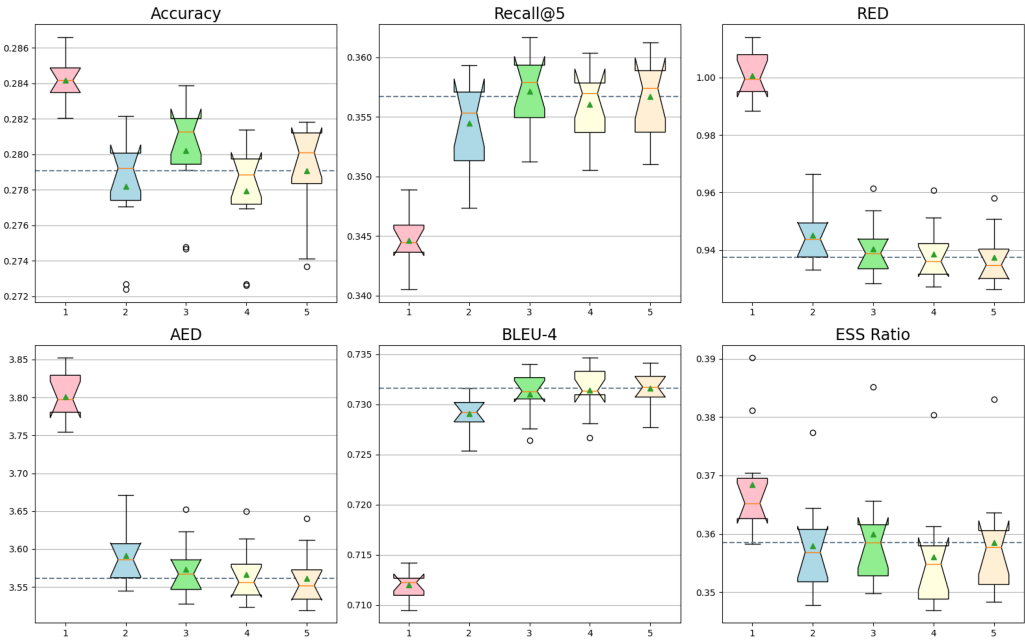 Accuracy
0.286
0.284
0.282
0.280
0.278
0.276
0.274
0.272
1 2 3 4 5
Recall@5
0.360
0.355
0.350
0.345
0.340
1 2 3 4 5
RED
1.00
0.98
0.96
0.94
1 2 3 4 5
AED
3.85
3.80
3.75
3.70
3.65
3.60
3.55
1 2 3 4 5
BLEU-4
0.735
0.730
0.725
0.720
0.715
0.710
1 2 3 4 5
ESS Ratio
0.39
0.38
0.37
0.36
0.35
1 2 3 4 5